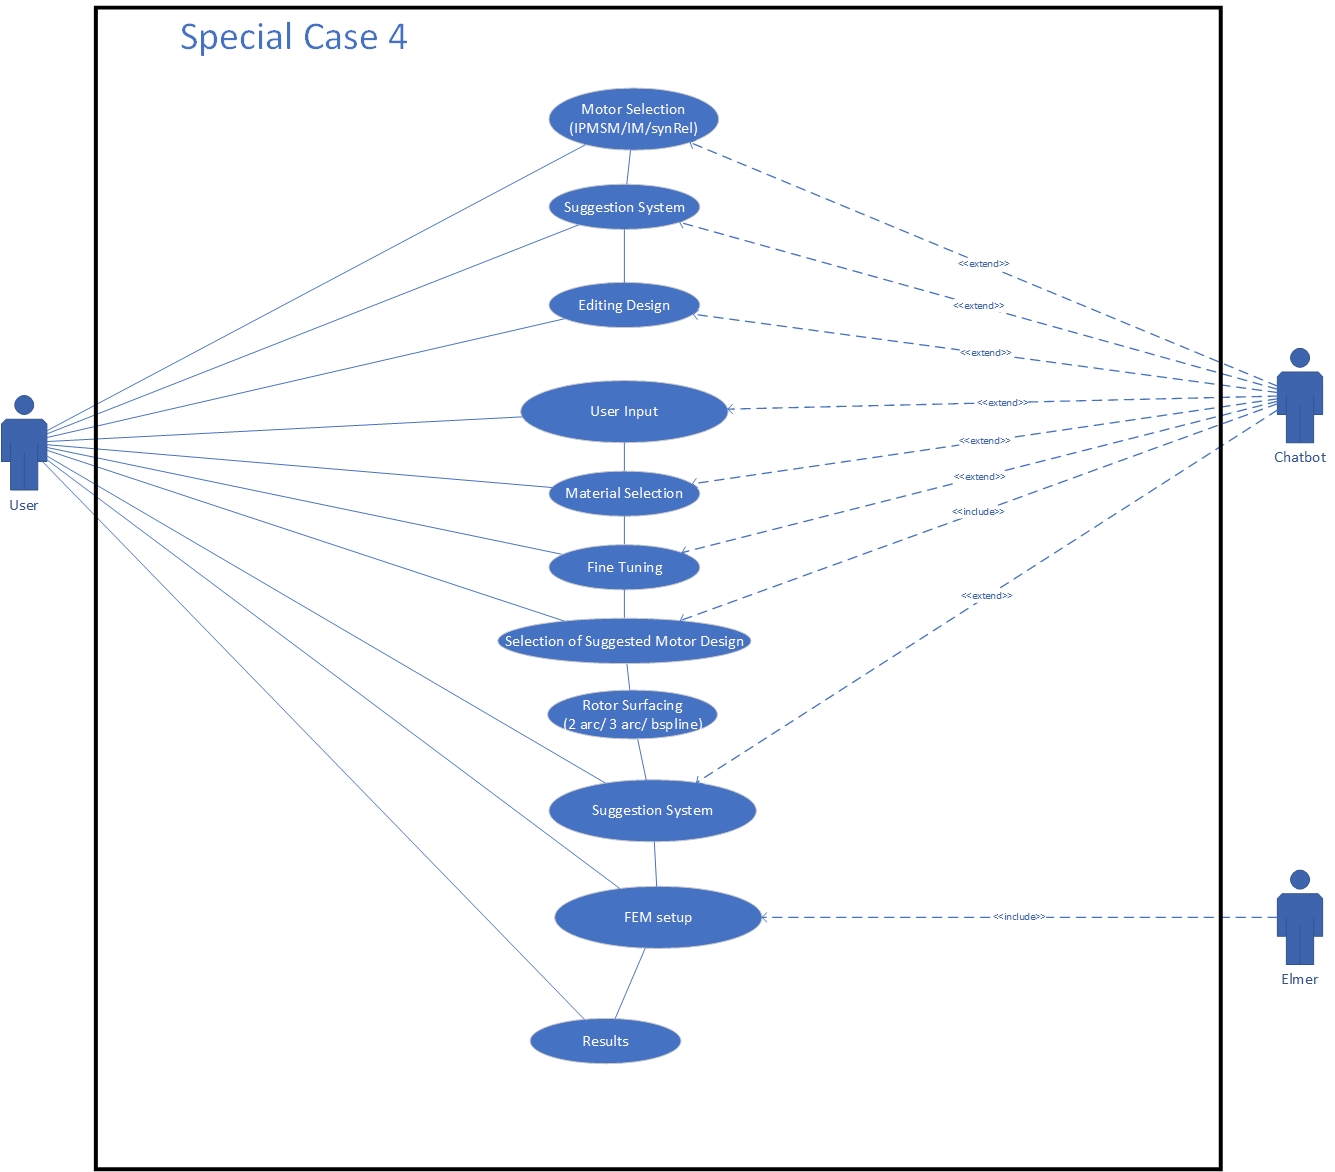 Special Case 4
Motor Selection
(IPMSM/IM/synRel)
Suggestion System
<<extend>>
<<extend>>
Editing Design
<<extend>>
User Input
<<extend>>
User
Chatbot
<<extend>>
Material Selection
<<extend>>
<<include>>
Fine Tuning
<<extend>>
Selection of Suggested Motor Design
Rotor Surfacing
(2 arc/ 3 arc/ bspline)
Suggestion System
FEM setup
<<include>>
Elmer
Results